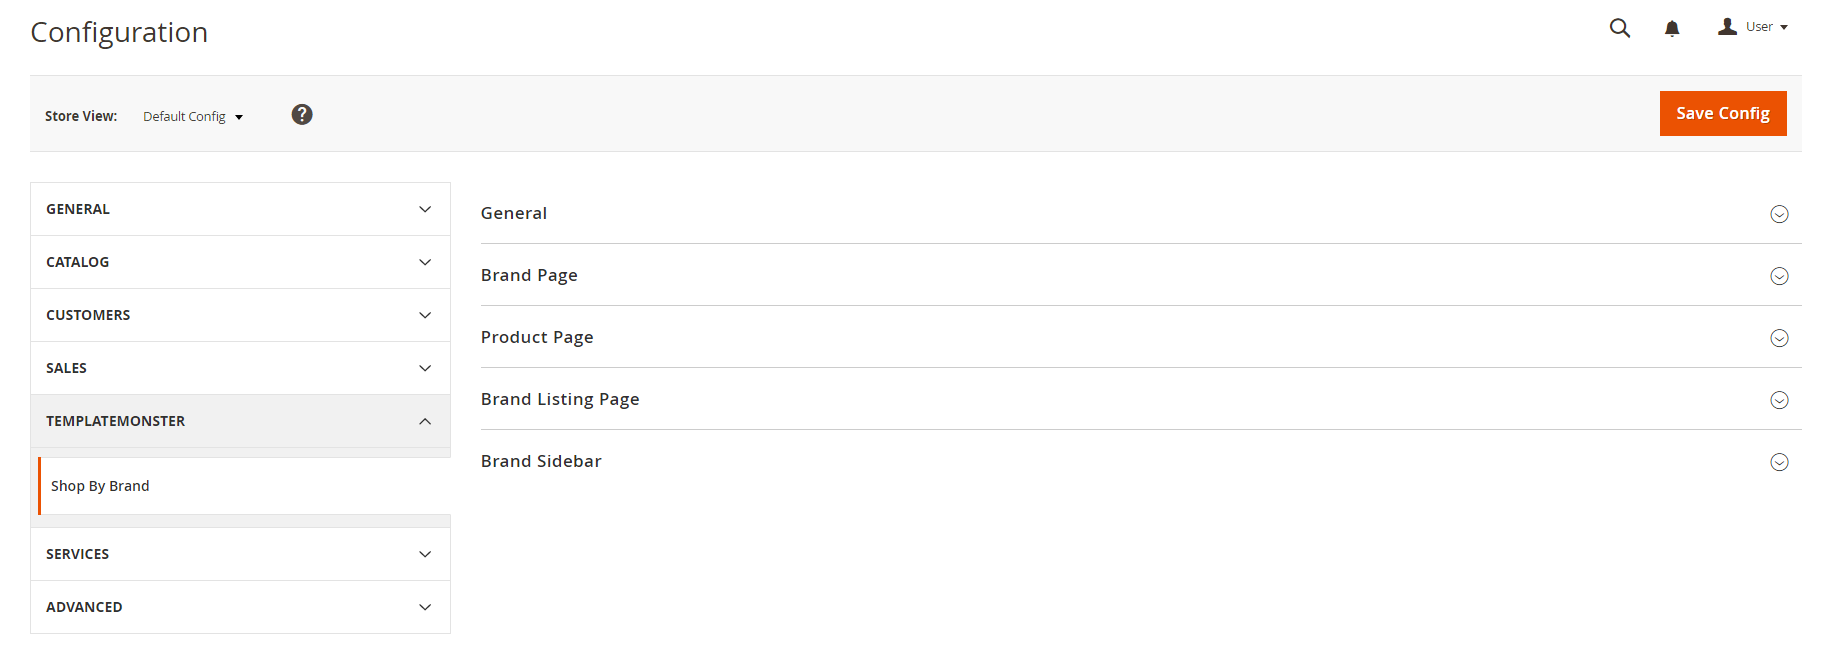 Configuration
User
Store View: Default Config
Save Config
GENERAL
CATALOG
CUSTOMERS
SALES
TEMPLATEMONSTER
Shop By Brand
SERVICES
ADVANCED
General
Brand Page
Product Page
Brand Listing Page
Brand Sidebar